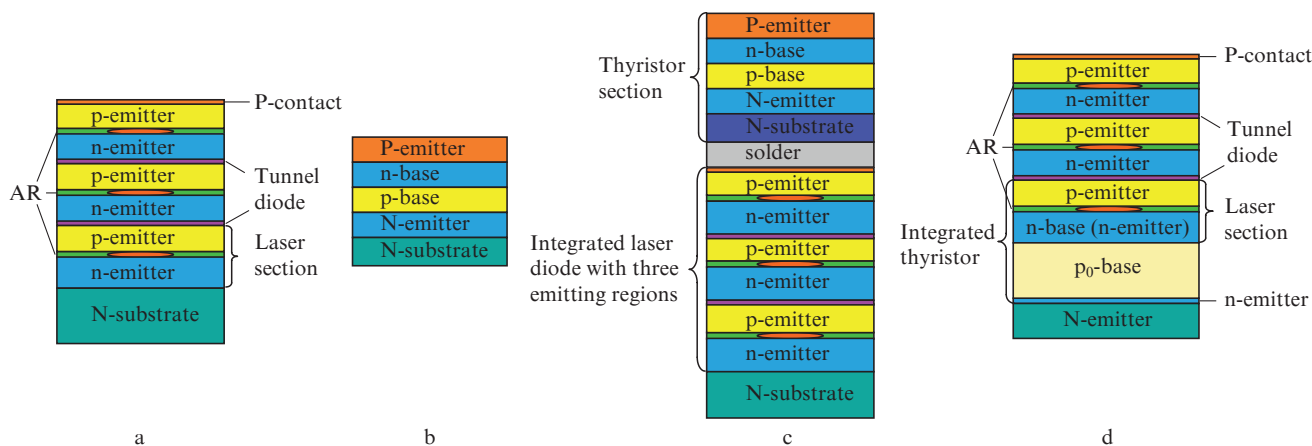 P-contact
p-emitter
n-emitter
p-emitter
n-emitter
p-emitter
n-emitter
N-substrate
AR
Tunnel
diode
Laser
section
a
P-emitter
n-base
p-base
N-emitter
N-substrate
b
Thyristor
section
P-emitter
n-base
p-base
N-emitter
N-substrate
solder
p-emitter
n-emitter
p-emitter
n-emitter
p-emitter
n-emitter
N-substrate
Integrated laser
diode with three
emitting regions
c
P-contact
p-emitter
n-emitter
p-emitter
n-emitter
p-emitter
n-base (n-emitter)
p₀-base
n-emitter
N-emitter
AR
Tunnel
diode
Laser
section
Integrated
thyristor
d